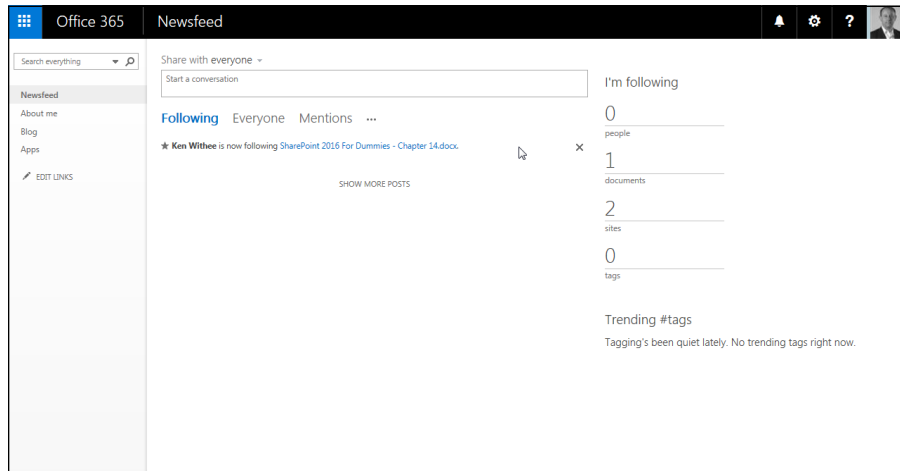 Office 365
Newsfeed
?
Search everything
Newsfeed
About me
Blog
Apps
EDIT LINKS
Share with everyone
Start a conversation
Following Everyone Mentions ...
Ken Withee is now following SharePoint 2016 For Dummies - Chapter 14.docx.
SHOW MORE POSTS
I'm following
0
people
1
documents
2
sites
0
tags
Trending #tags
Tagging's been quiet lately. No trending tags right now.